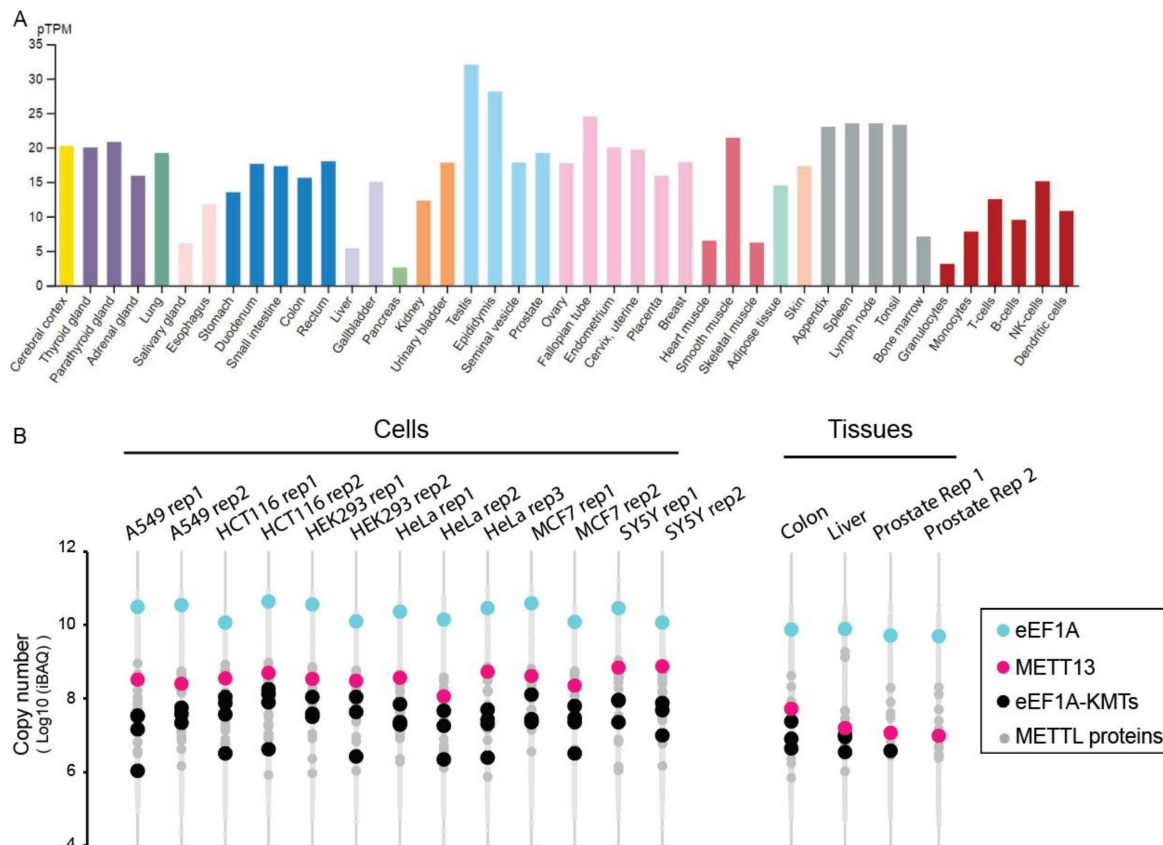 A
pTPM
35
30
25
20
15
10
5
0
Cerebral cortex
Thyroid gland
Parathyroid gland
Adrenal gland
Lung
Salivary gland
Esophagus
Stomach
Duodenum
Small intestine
Colon
Rectum
Liver
Gallbladder
Pancreas
Kidney
Urinary bladder
Testis
Epididymis
Seminal vesicle
Prostate
Ovary
Fallopian tube
Endometrium
Cervix, uterine
Placenta
Breast
Heart muscle
Smooth muscle
Skeletal muscle
Adipose tissue
Skin
Appendix
Spleen
Lymph node
Tonsil
Bone marrow
Granulocytes
Monocytes
T-cells
B-cells
NK-cells
Dendritic cells
B
Cells
Tissues
A549 rep1
A549 rep2
HCT116 rep1
HCT116 rep2
HEK293 rep1
HEK293 rep2
HeLa rep1
HeLa rep2
HeLa rep3
MCF7 rep1
MCF7 rep2
SY5Y rep1
SY5Y rep2
Colon
Liver
Prostate Rep 1
Prostate Rep 2
Copy number
( Log10 (iBAQ) )
12
10
8
6
4
eEF1A
METT13
eEF1A-KMTs
METTL proteins